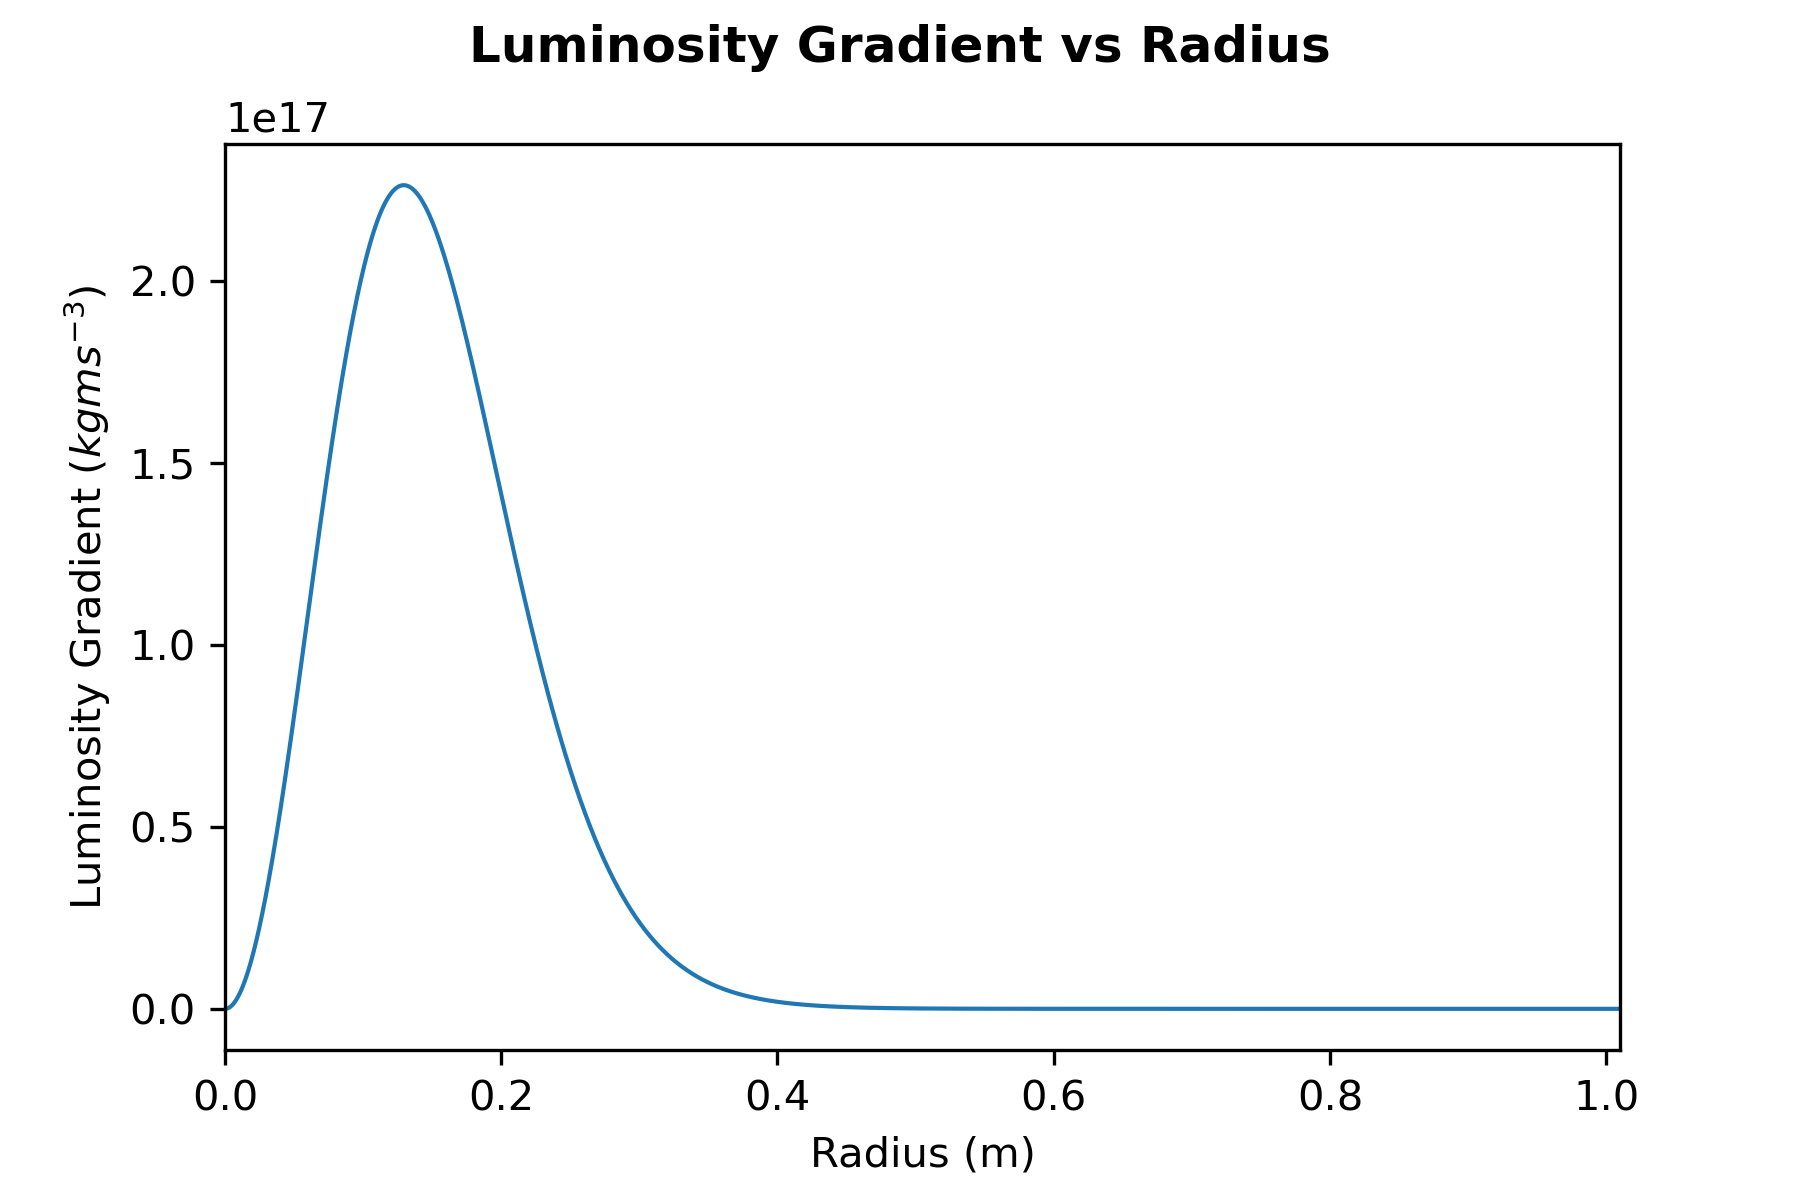 Luminosity Gradient vs Radius
1e17
Luminosity Gradient (kgms⁻³)
2.0
1.5
1.0
0.5
0.0
0.0 0.2 0.4 0.6 0.8 1.0
Radius (m)